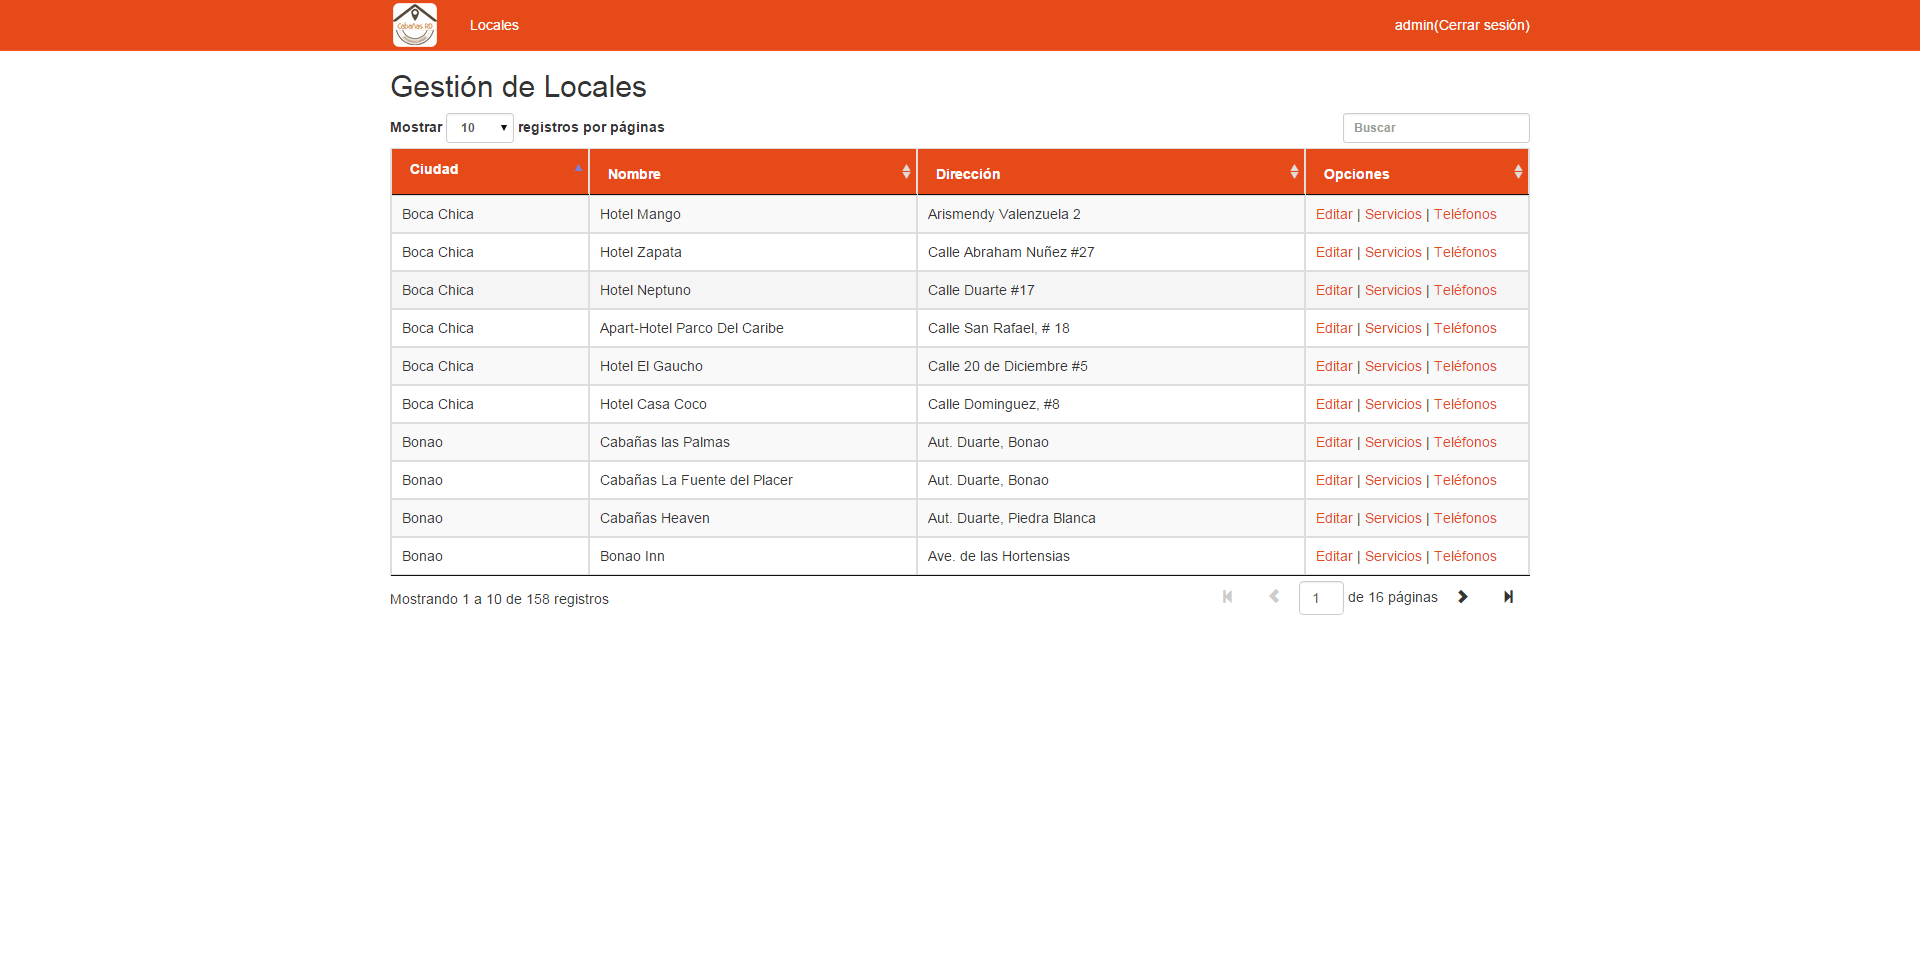 Cabañas RD
Locales
admin(Cerrar sesión)
Gestión de Locales
Mostrar 10 registros por páginas
Buscar
Ciudad Nombre Dirección Opciones
Boca Chica Hotel Mango Arismendy Valenzuela 2 Editar | Servicios | Teléfonos
Boca Chica Hotel Zapata Calle Abraham Nuñez #27 Editar | Servicios | Teléfonos
Boca Chica Hotel Neptuno Calle Duarte #17 Editar | Servicios | Teléfonos
Boca Chica Apart-Hotel Parco Del Caribe Calle San Rafael, # 18 Editar | Servicios | Teléfonos
Boca Chica Hotel El Gaucho Calle 20 de Diciembre #5 Editar | Servicios | Teléfonos
Boca Chica Hotel Casa Coco Calle Dominguez, #8 Editar | Servicios | Teléfonos
Bonao Cabañas las Palmas Aut. Duarte, Bonao Editar | Servicios | Teléfonos
Bonao Cabañas La Fuente del Placer Aut. Duarte, Bonao Editar | Servicios | Teléfonos
Bonao Cabañas Heaven Aut. Duarte, Piedra Blanca Editar | Servicios | Teléfonos
Bonao Bonao Inn Ave. de las Hortensias Editar | Servicios | Teléfonos
Mostrando 1 a 10 de 158 registros
1 de 16 páginas